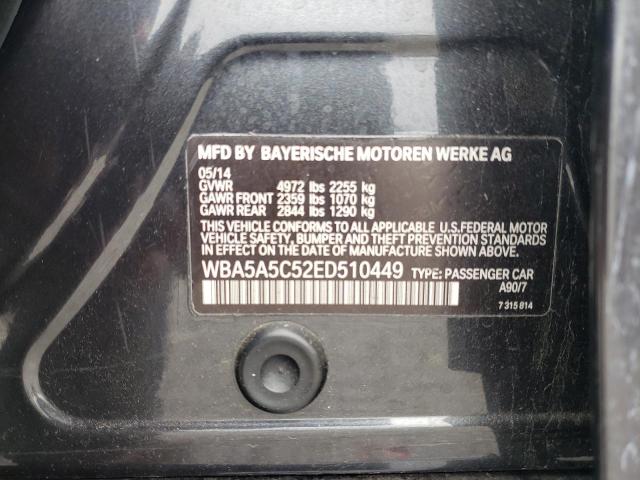 MFD BY BAYERISCHE MOTOREN WERKE AG
05/14
GVWR 4972 lbs 2255 kg
GAWR FRONT 2359 lbs 1070 kg
GAWR REAR 2844 lbs 1290 kg
THIS VEHICLE CONFORMS TO ALL APPLICABLE U.S.FEDERAL MOTOR
VEHICLE SAFETY, BUMPER AND THEFT PREVENTION STANDARDS
IN EFFECT ON THE DATE OF MANUFACTURE SHOWN ABOVE.
WBA5A5C52ED510449 TYPE: PASSENGER CAR
A90/7
7 315 814